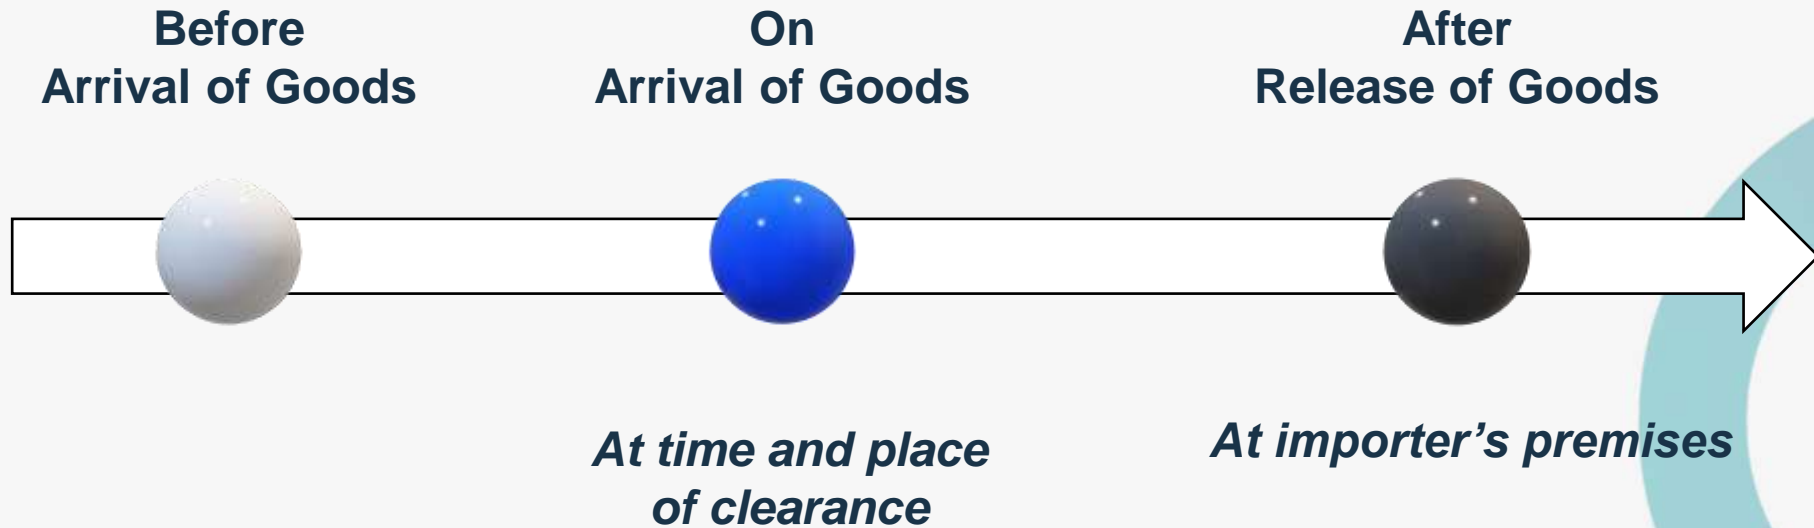 Before
Arrival of Goods
On
Arrival of Goods
After
Release of Goods
At time and place
of clearance
At importer’s premises